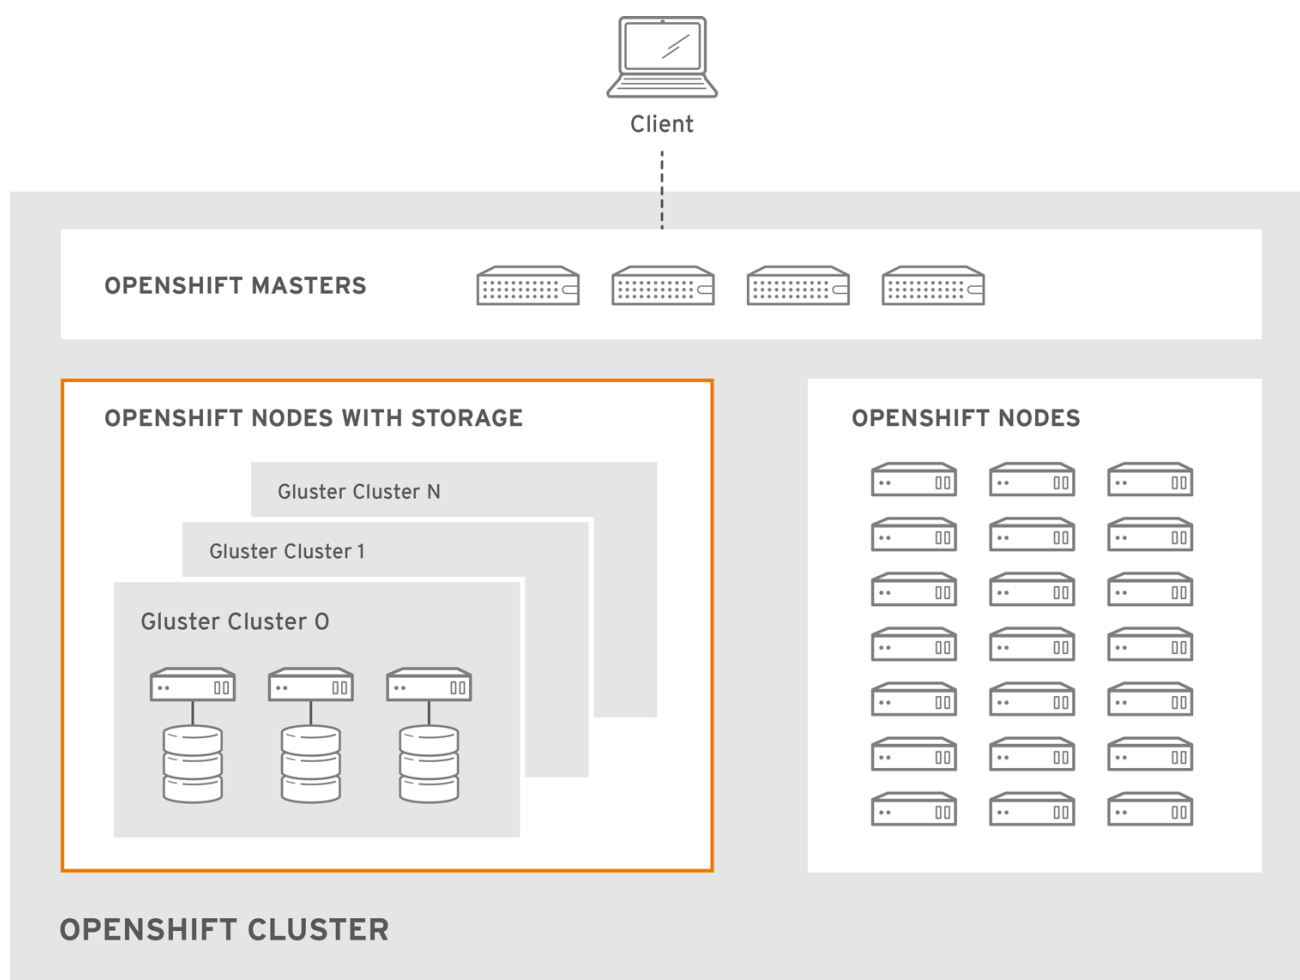 Client
OPENSHIFT MASTERS
OPENSHIFT NODES WITH STORAGE
Gluster Cluster N
Gluster Cluster 1
Gluster Cluster 0
OPENSHIFT NODES
OPENSHIFT CLUSTER